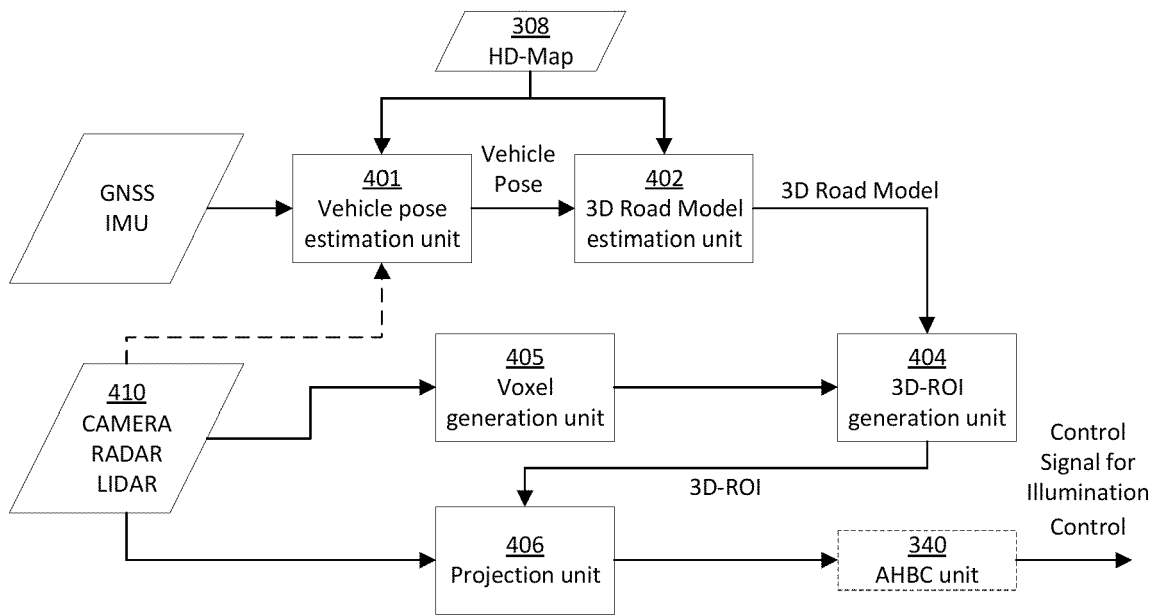 308
HD-Map
GNSS
IMU
401
Vehicle pose
estimation unit
Vehicle
Pose
402
3D Road Model
estimation unit
3D Road Model
410
CAMERA
RADAR
LIDAR
405
Voxel
generation unit
404
3D-ROI
generation unit
3D-ROI
406
Projection unit
340
AHBC unit
Control
Signal for
Illumination
Control